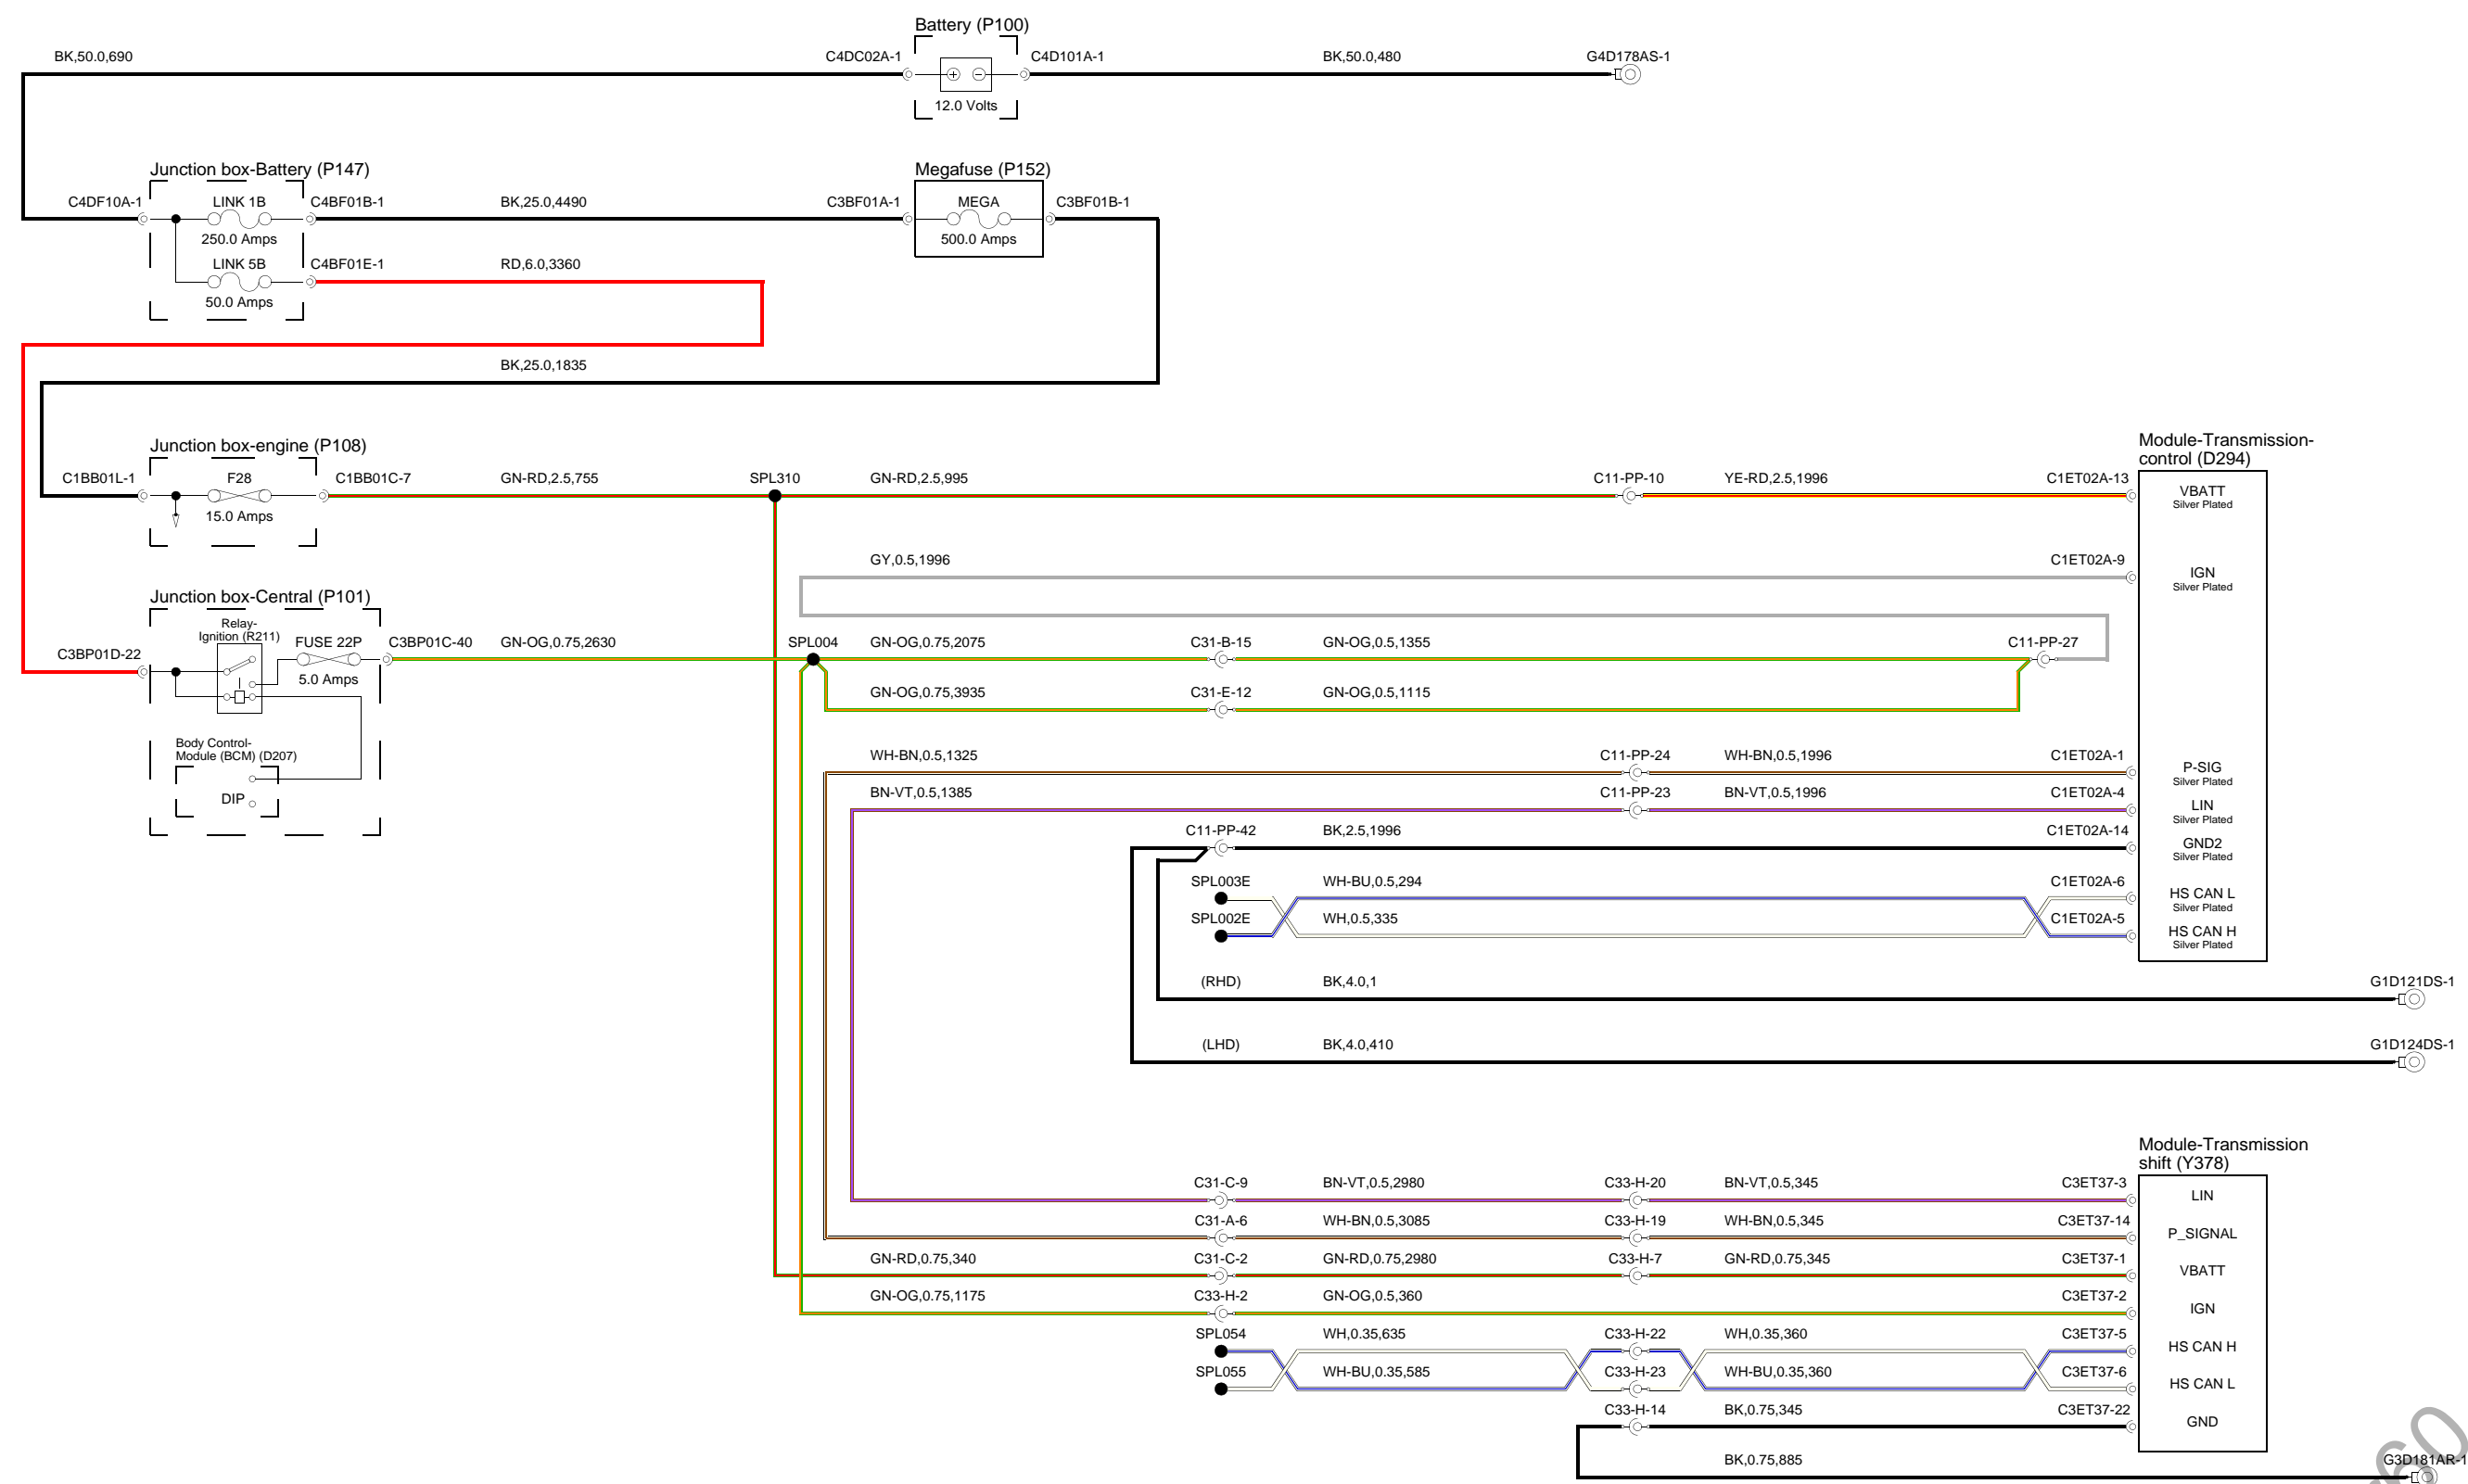 Battery (P100)
BK,50.0,690
C4DC02A-1
C4D101A-1
BK,50.0,480
G4D178AS-1
12.0 Volts
Junction box-Battery (P147)
Megafuse (P152)
C4DF10A-1
LINK 1B
C4BF01B-1
BK,25.0,4490
C3BF01A-1
MEGA
C3BF01B-1
250.0 Amps
500.0 Amps
LINK 5B
C4BF01E-1
RD,6.0,3360
50.0 Amps
BK,25.0,1835
Junction box-engine (P108)
Module-Transmission-
control (D294)
C1BB01L-1
F28
C1BB01C-7
GN-RD,2.5,755
SPL310
GN-RD,2.5,995
C11-PP-10
YE-RD,2.5,1996
C1ET02A-13
VBATT
Silver Plated
15.0 Amps
GY,0.5,1996
C1ET02A-9
IGN
Silver Plated
Junction box-Central (P101)
Relay-
Ignition (R211)
FUSE 22P
C3BP01C-40
GN-OG,0.75,2630
SPL004
GN-OG,0.75,2075
C31-B-15
GN-OG,0.5,1355
C11-PP-27
C3BP01D-22
5.0 Amps
GN-OG,0.75,3935
C31-E-12
GN-OG,0.5,1115
Body Control-
Module (BCM) (D207)
DIP
WH-BN,0.5,1325
C11-PP-24
WH-BN,0.5,1996
C1ET02A-1
P-SIG
Silver Plated
BN-VT,0.5,1385
C11-PP-23
BN-VT,0.5,1996
C1ET02A-4
LIN
Silver Plated
C11-PP-42
BK,2.5,1996
C1ET02A-14
GND2
Silver Plated
SPL003E
WH-BU,0.5,294
C1ET02A-6
HS CAN L
Silver Plated
SPL002E
WH,0.5,335
C1ET02A-5
HS CAN H
Silver Plated
(RHD)
BK,4.0,1
G1D121DS-1
(LHD)
BK,4.0,410
G1D124DS-1
Module-Transmission
shift (Y378)
C31-C-9
BN-VT,0.5,2980
C33-H-20
BN-VT,0.5,345
C3ET37-3
LIN
C31-A-6
WH-BN,0.5,3085
C33-H-19
WH-BN,0.5,345
C3ET37-14
P_SIGNAL
GN-RD,0.75,340
C31-C-2
GN-RD,0.75,2980
C33-H-7
GN-RD,0.75,345
C3ET37-1
VBATT
GN-OG,0.75,1175
C33-H-2
GN-OG,0.5,360
C3ET37-2
IGN
SPL054
WH,0.35,635
C33-H-22
WH,0.35,360
C3ET37-5
HS CAN H
SPL055
WH-BU,0.35,585
C33-H-23
WH-BU,0.35,360
C3ET37-6
HS CAN L
C33-H-14
BK,0.75,345
C3ET37-22
GND
BK,0.75,885
G3D181AR-1